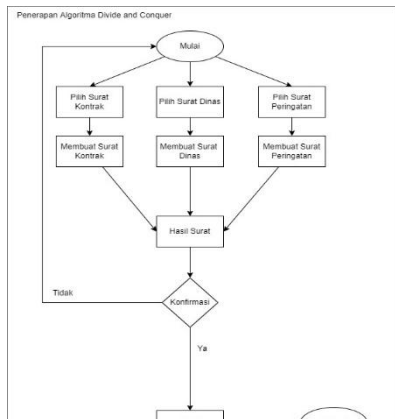 Penerapan Algoritma Divide and Conquer
Mulai
Pilih Surat
Kontrak
Pilih Surat Dinas
Pilih Surat
Peringatan
Membuat Surat
Kontrak
Membuat Surat
Dinas
Membuat Surat
Peringatan
Hasil Surat
Konfirmasi
Tidak
Ya